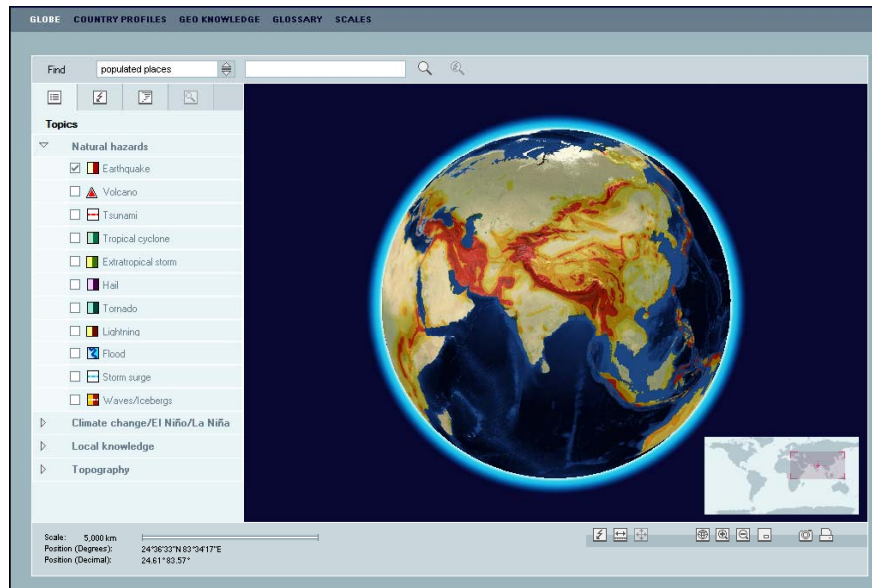 GLOBE COUNTRY PROFILES GEO KNOWLEDGE GLOSSARY SCALES
Find populated places
Topics
Natural hazards
Earthquake
Volcano
Tsunami
Tropical cyclone
Extratropical storm
Hail
Tornado
Lightning
Flood
Storm surge
Waves/Icebergs
Climate change/El Niño/La Niña
Local knowledge
Topography
Scale: 5,000 km
Position (Degrees): 24°36'33"N 83°34'17"E
Position (Decimal): 24.61° 83.57°